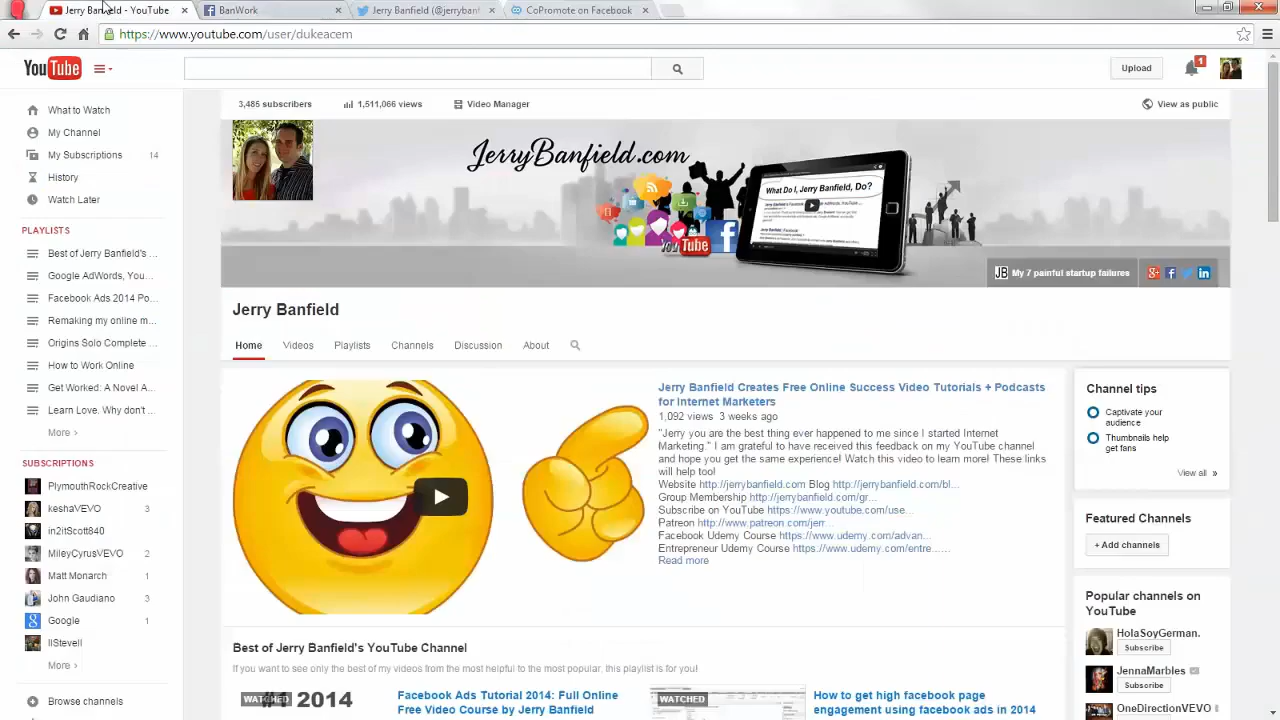 Jerry Banfield - YouTube
BanWork
Jerry Banfield (@jerryban
CoPromote on Facebook
https://www.youtube.com/user/dukeacem
YouTube
Upload
1
What to Watch
My Channel
My Subscriptions 14
History
Watch Later
PLAYLISTS
Best of Jerry Banfield's...
Google AdWords, You...
Facebook Ads 2014 Po...
Remaking my online m...
Origins Solo Complete ...
How to Work Online
Get Worked: A Novel A...
Learn Love. Why don't ...
More ›
SUBSCRIPTIONS
PlymouthRockCreative
keshaVEVO 3
in2itScott840
MileyCyrusVEVO 2
Matt Monarch 1
John Gaudiano 3
Google 1
liStevell
More ›
Browse channels
3,485 subscribers
1,511,066 views
Video Manager
View as public
JerryBanfield.com
What Do I, Jerry Banfield, Do?
YouTube
JB My 7 painful startup failures
Jerry Banfield
Home Videos Playlists Channels Discussion About
Jerry Banfield Creates Free Online Success Video Tutorials + Podcasts
for Internet Marketers
1,092 views 3 weeks ago
"Jerry you are the best thing ever happened to me since I started Internet
Marketing." I am grateful to have received this feedback on my YouTube channel
and hope you get the same experience! Watch this video to learn more! These links
will help too!
Website http://jerrybanfield.com Blog http://jerrybanfield.com/bl...
Group Membership http://jerrybanfield.com/gr...
Subscribe on YouTube https://www.youtube.com/use...
Patreon http://www.patreon.com/jerr...
Facebook Udemy Course https://www.udemy.com/advan...
Entrepreneur Udemy Course https://www.udemy.com/entre......
Read more
Best of Jerry Banfield's YouTube Channel
If you want to see only the best of my videos from the most helpful to the most popular, this playlist is for you!
WATCHED
2014
Facebook Ads Tutorial 2014: Full Online
Free Video Course by Jerry Banfield
WATCHED
How to get high facebook page
engagement using facebook ads in 2014
Channel tips
Captivate your
audience
Thumbnails help
get fans
View all »
Featured Channels
+ Add channels
Popular channels on
YouTube
HolaSoyGerman.
Subscribe
JennaMarbles
Subscribe
OneDirectionVEVO